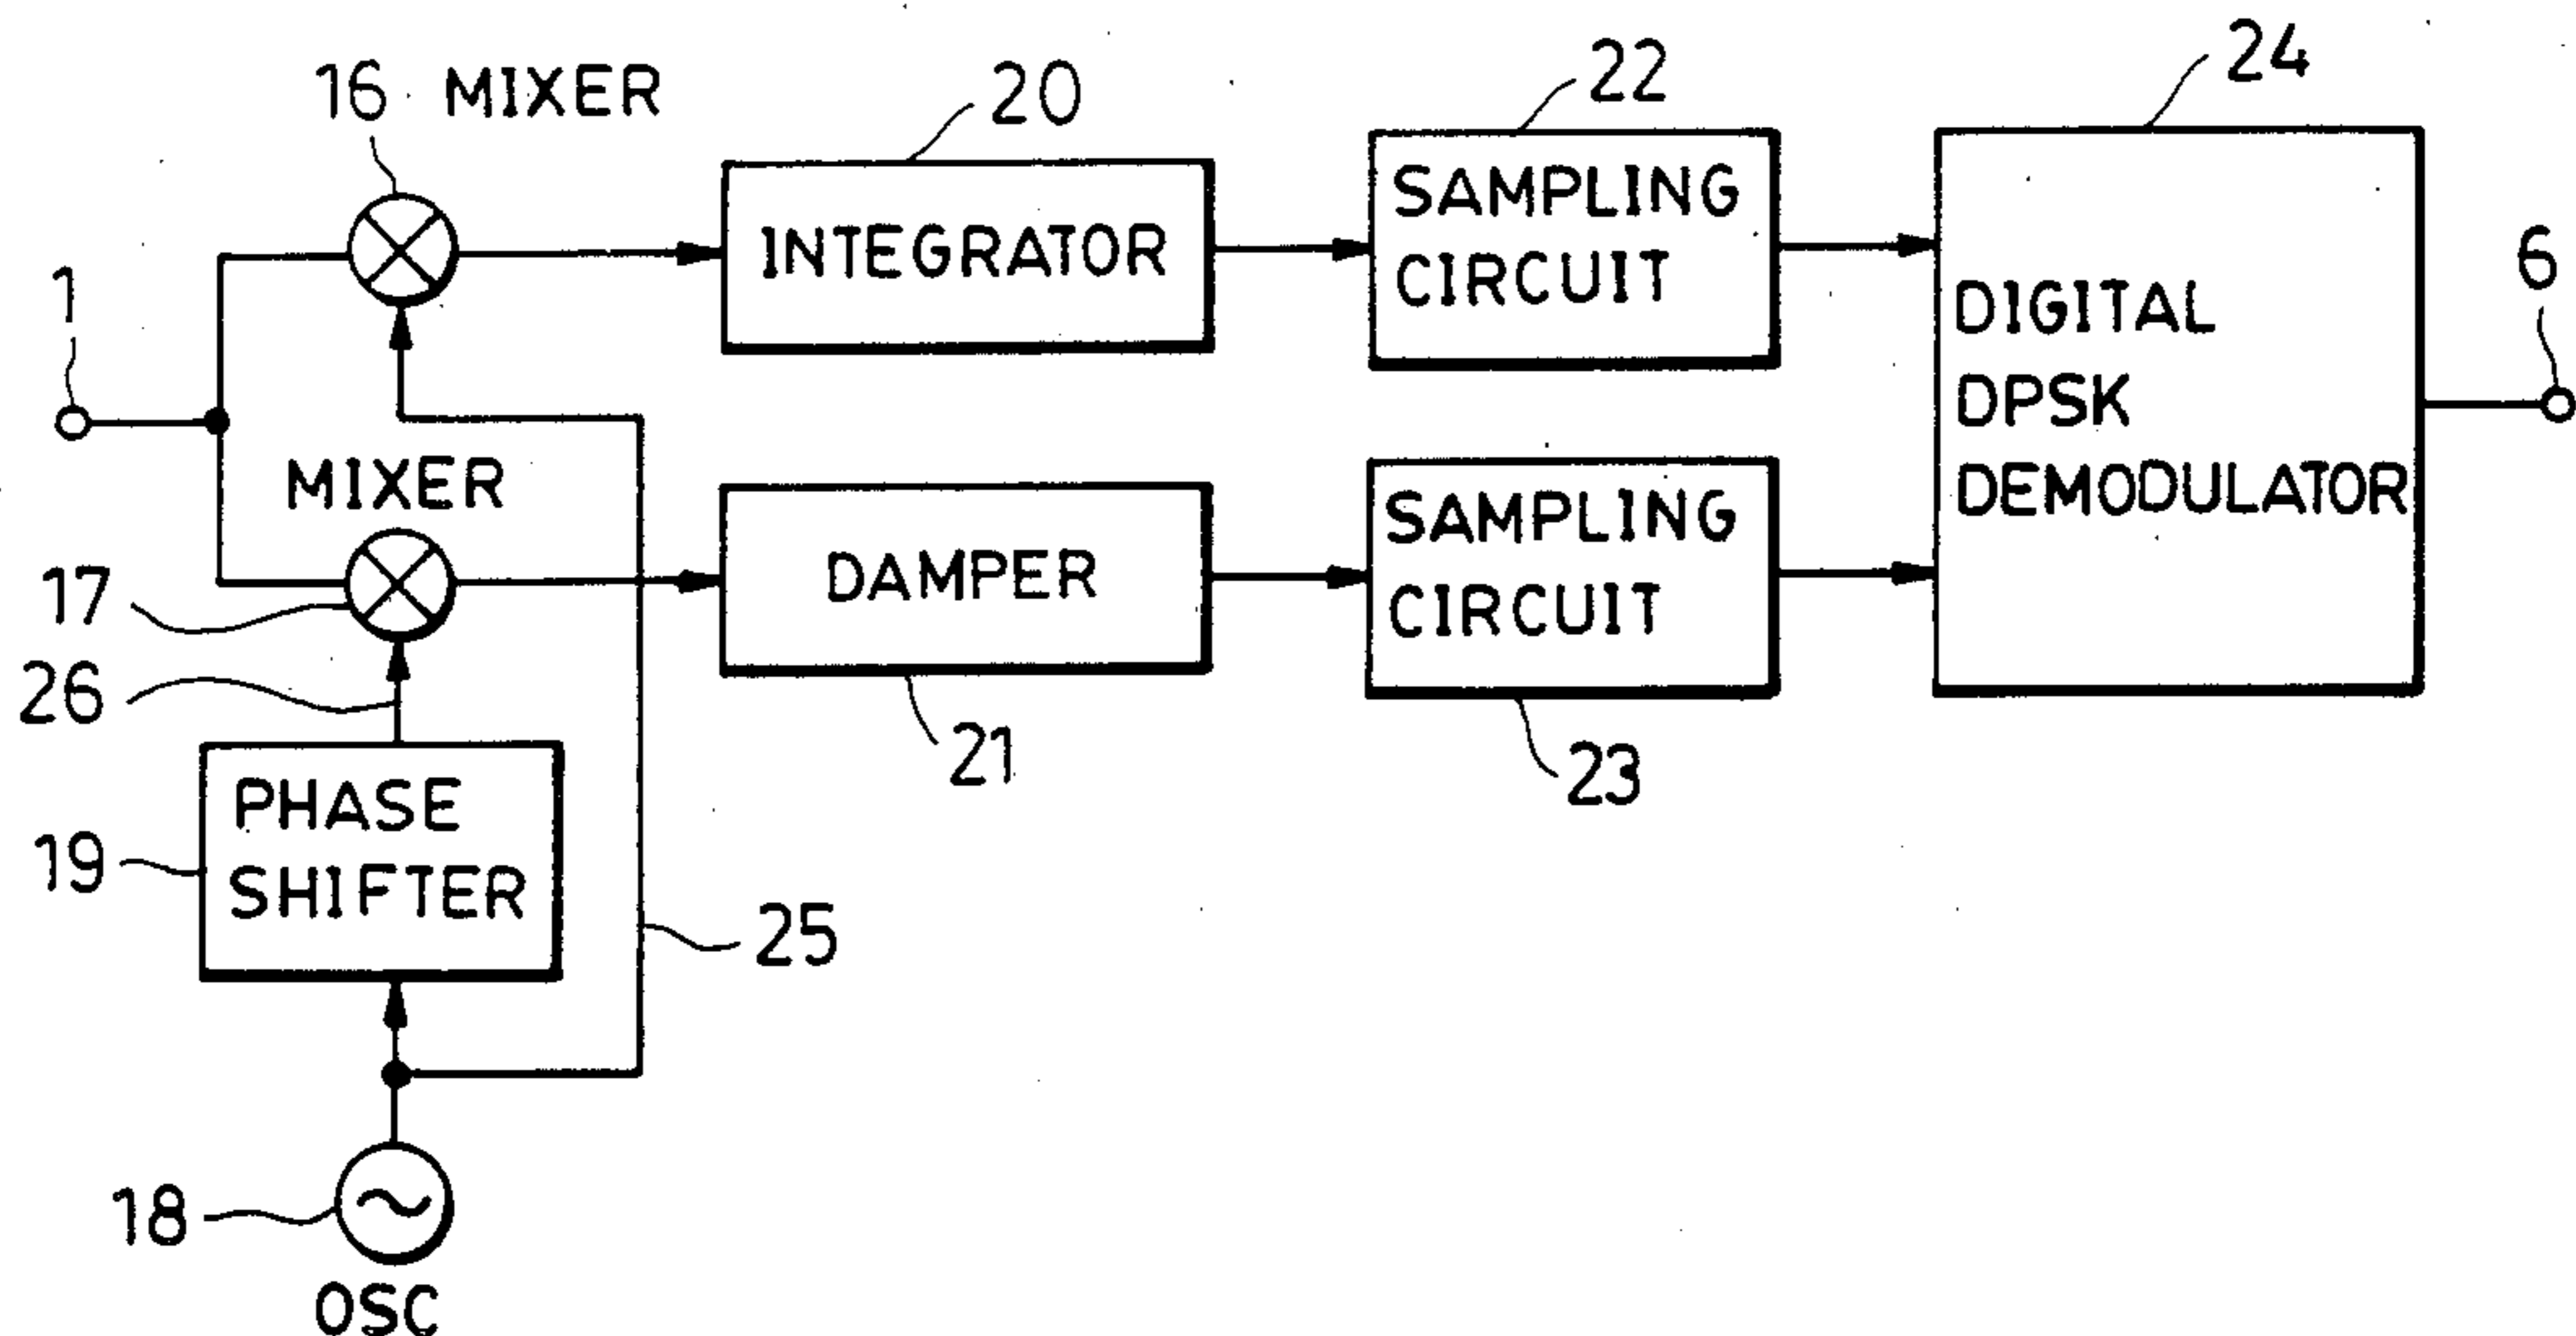 16 MIXER
20
22
24
1
INTEGRATOR
SAMPLING
CIRCUIT
DIGITAL
DPSK
DEMODULATOR
6
MIXER
17
26
DAMPER
21
SAMPLING
CIRCUIT
23
PHASE
SHIFTER
19
25
18
OSC